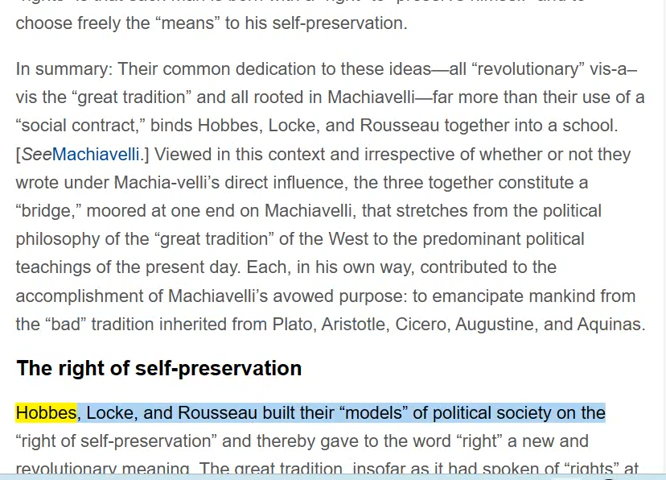 "rights" is that each man is born with a "right" to "preserve himself" and to
choose freely the “means” to his self-preservation.
In summary: Their common dedication to these ideas—all “revolutionary” vis-a–
vis the “great tradition” and all rooted in Machiavelli—far more than their use of a
“social contract,” binds Hobbes, Locke, and Rousseau together into a school.
[SeeMachiavelli.] Viewed in this context and irrespective of whether or not they
wrote under Machia-velli’s direct influence, the three together constitute a
“bridge,” moored at one end on Machiavelli, that stretches from the political
philosophy of the “great tradition” of the West to the predominant political
teachings of the present day. Each, in his own way, contributed to the
accomplishment of Machiavelli’s avowed purpose: to emancipate mankind from
the “bad” tradition inherited from Plato, Aristotle, Cicero, Augustine, and Aquinas.
The right of self-preservation
Hobbes, Locke, and Rousseau built their “models” of political society on the
“right of self-preservation” and thereby gave to the word “right” a new and
revolutionary meaning. The great tradition, insofar as it had spoken of “rights” at